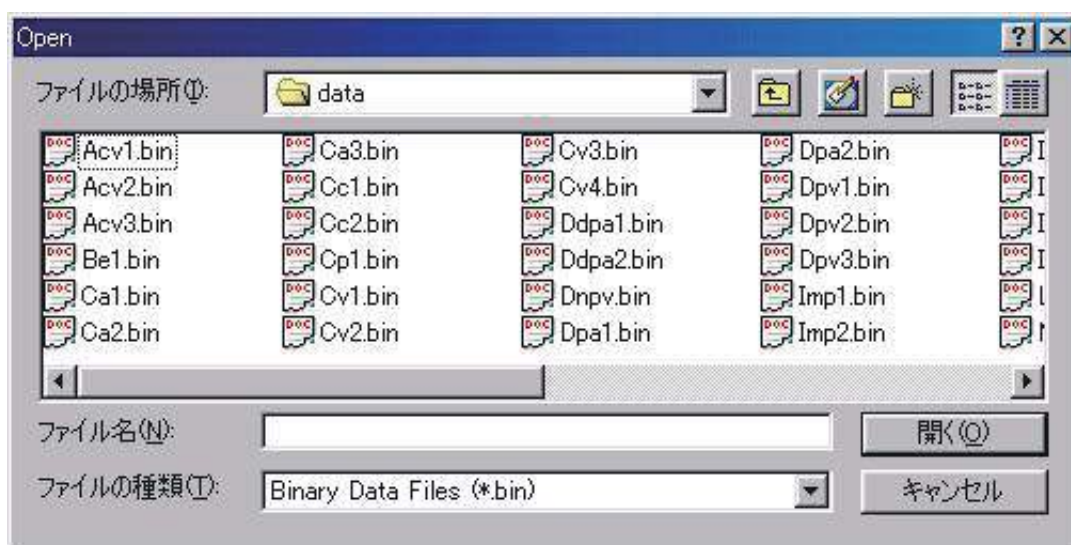 Open
ファイルの場所(I): data
Acv1.bin Ca3.bin Cv3.bin Dpa2.bin
Acv2.bin Cc1.bin Cv4.bin Dpv1.bin
Acv3.bin Cc2.bin Ddpa1.bin Dpv2.bin
Be1.bin Cp1.bin Ddpa2.bin Dpv3.bin
Ca1.bin Cv1.bin Dnpv.bin Imp1.bin
Ca2.bin Cv2.bin Dpa1.bin Imp2.bin
ファイル名(N): 開く(O)
ファイルの種類(T): Binary Data Files (*.bin) キャンセル